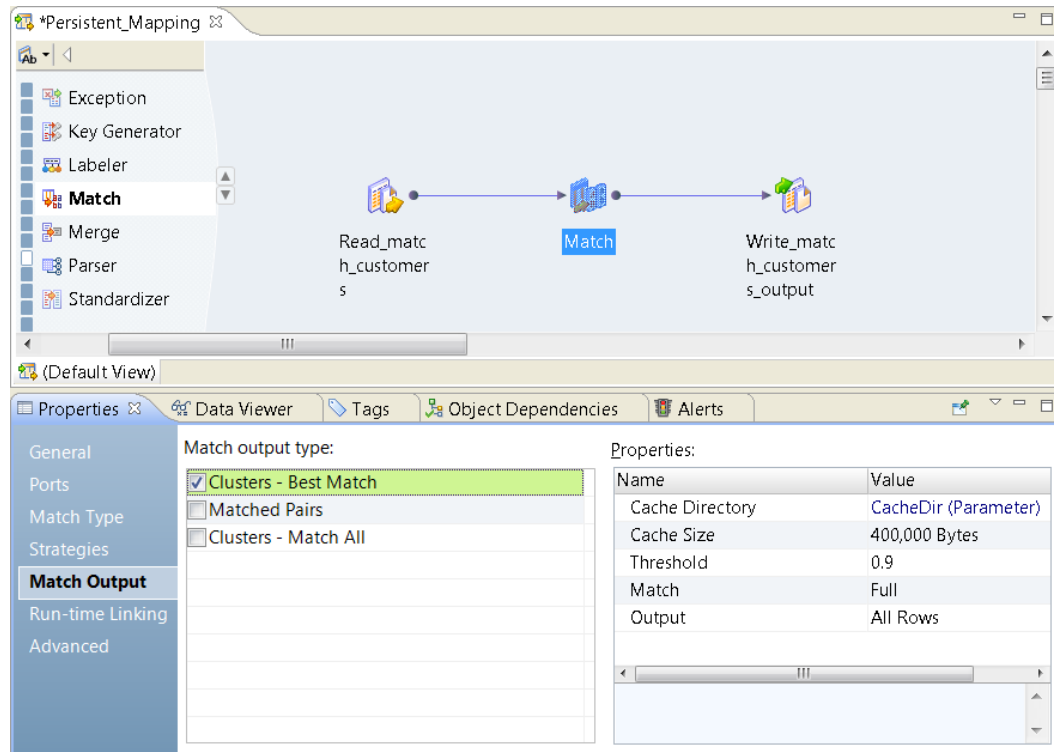 *Persistent_Mapping
Ab
Exception
Key Generator
Labeler
Match
Merge
Parser
Standardizer
Read_matc
h_customer
s
Match
Write_matc
h_customer
s_output
(Default View)
Properties Data Viewer Tags Object Dependencies Alerts
General
Ports
Match Type
Strategies
Match Output
Run-time Linking
Advanced
Match output type:
Clusters - Best Match
Matched Pairs
Clusters - Match All
Properties:
Name Value
Cache Directory CacheDir (Parameter)
Cache Size 400,000 Bytes
Threshold 0.9
Match Full
Output All Rows